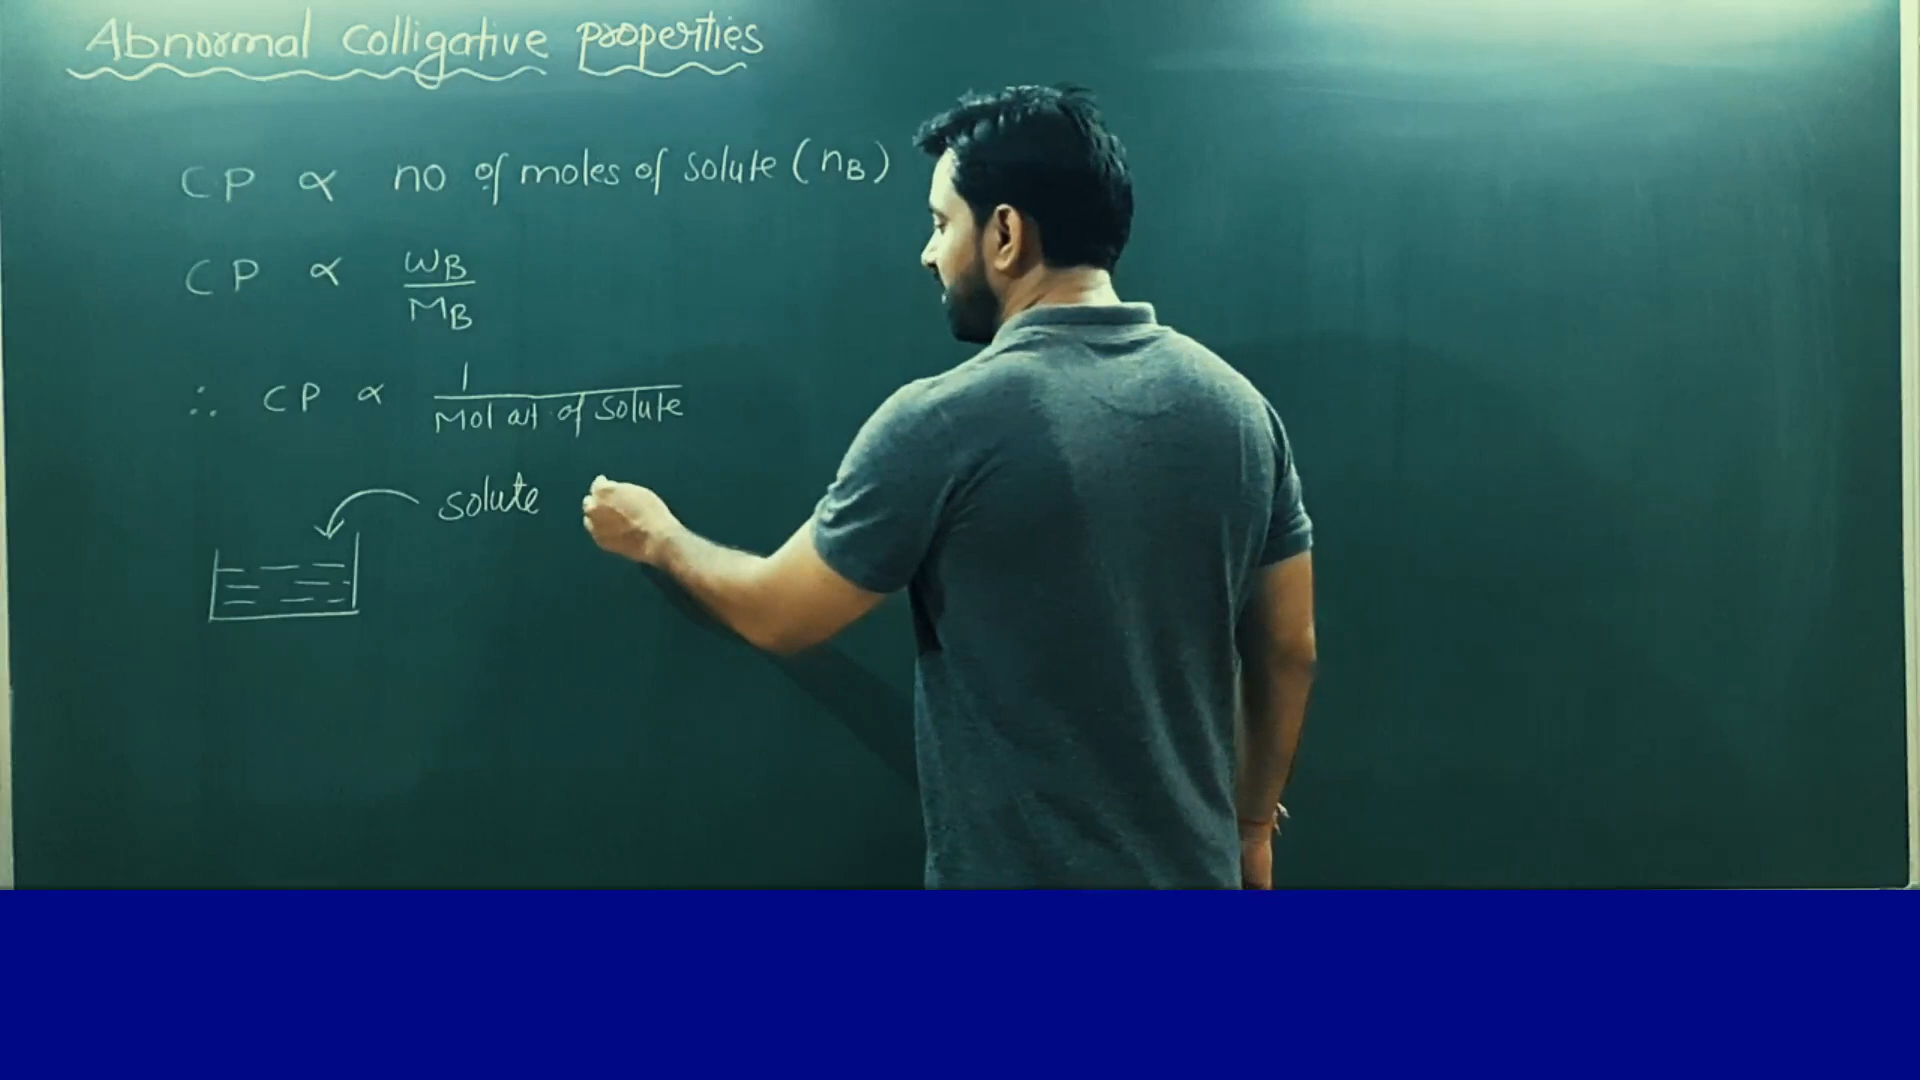 Abnormal Colligative properties
CP ∝ no of moles of solute (nB)
CP ∝ WB
MB
∴ CP ∝ 1
Mol wt of solute
solute